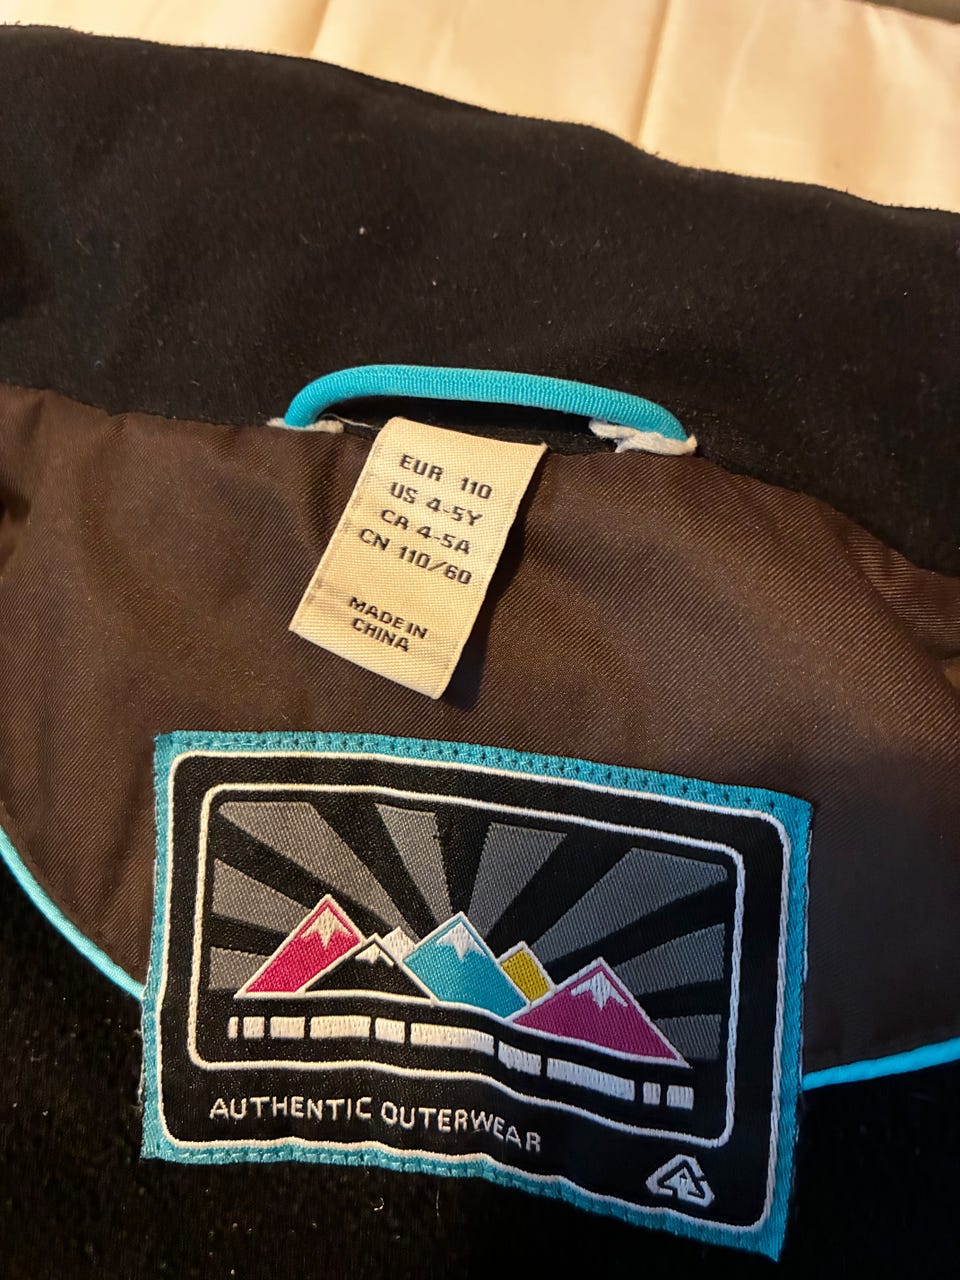 EUR 110
US 4-5Y
CA 4-5A
CN 110/60
MADE IN
CHINA
AUTHENTIC OUTERWEAR